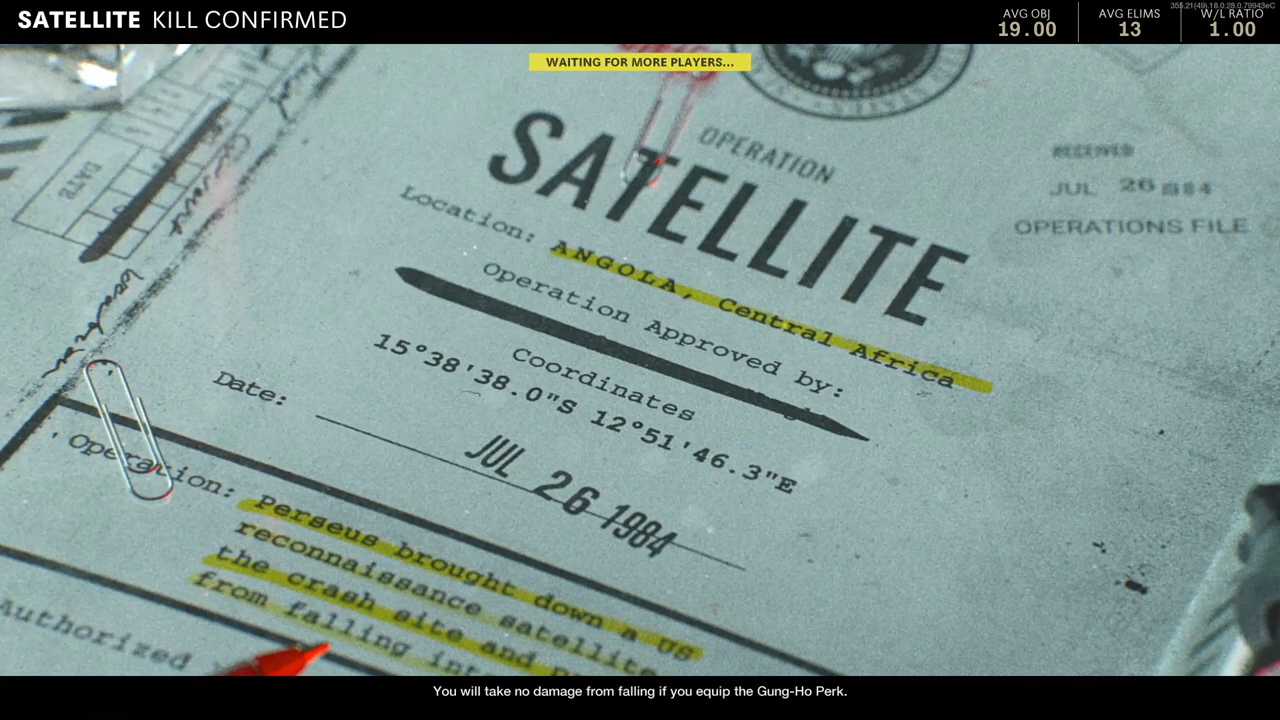 SATELLITE KILL CONFIRMED
AVG OBJ
19.00
AVG ELIMS
13
W/L RATIO
1.00
WAITING FOR MORE PLAYERS...
OPERATION
SATELLITE
RECEIVED
JUL 26 1984
OPERATIONS FILE
Location: ANGOLA, Central Africa
Operation Approved by:
Coordinates
15°38'38.0"S 12°51'46.3"E
DATE
Date:
JUL 26 1984
Operation: Perseus brought down a US
reconnaissance satellite
the crash site and
from falling
Authorized
You will take no damage from falling if you equip the Gung-Ho Perk.